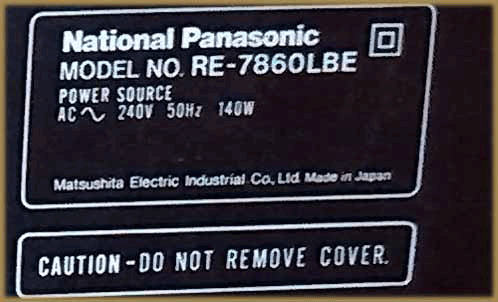 National Panasonic
MODEL NO. RE-7860LBE
POWER SOURCE
AC 240V 50Hz 140W
Matsushita Electric Industrial Co., Ltd. Made in Japan
CAUTION-DO NOT REMOVE COVER.